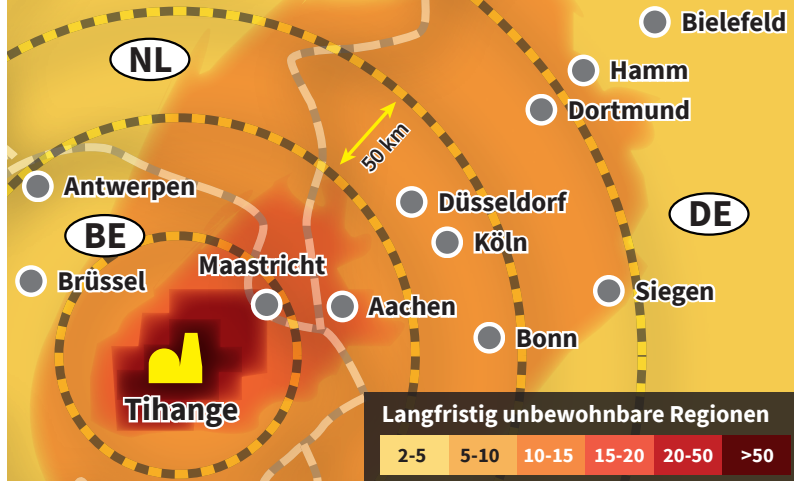 Bielefeld
NL
Hamm
Dortmund
50 km
Antwerpen
Düsseldorf
DE
BE
Köln
Maastricht
Brüssel
Siegen
Aachen
Bonn
Tihange
Langfristig unbewohnbare Regionen
2-5 5-10 10-15 15-20 20-50 >50